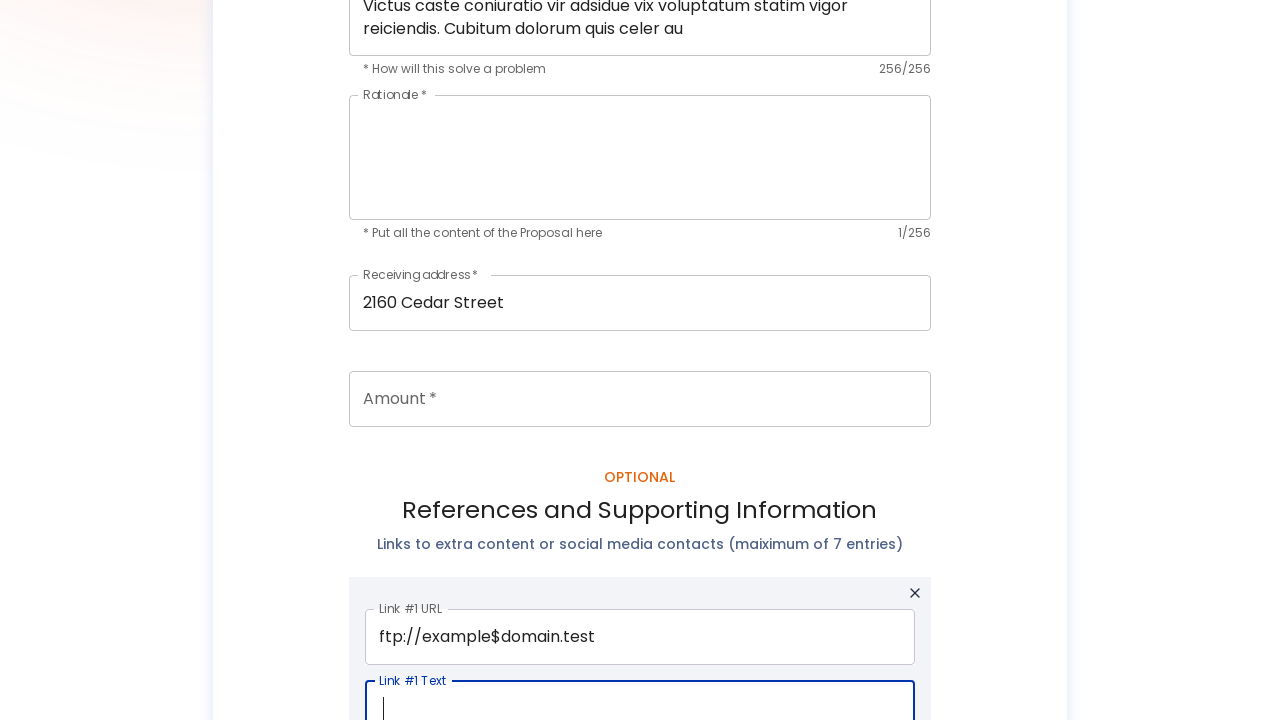 Victus caste coniuratio vir adsidue vix voluptatum statim vigor
reiciendis. Cubitum dolorum quis celer au
* How will this solve a problem 256/256
Rationale *
* Put all the content of the Proposal here 1/256
Receiving address *
2160 Cedar Street
Amount *
OPTIONAL
References and Supporting Information
Links to extra content or social media contacts (maiximum of 7 entries)
Link #1 URL
ftp://example$domain.test
Link #1 Text